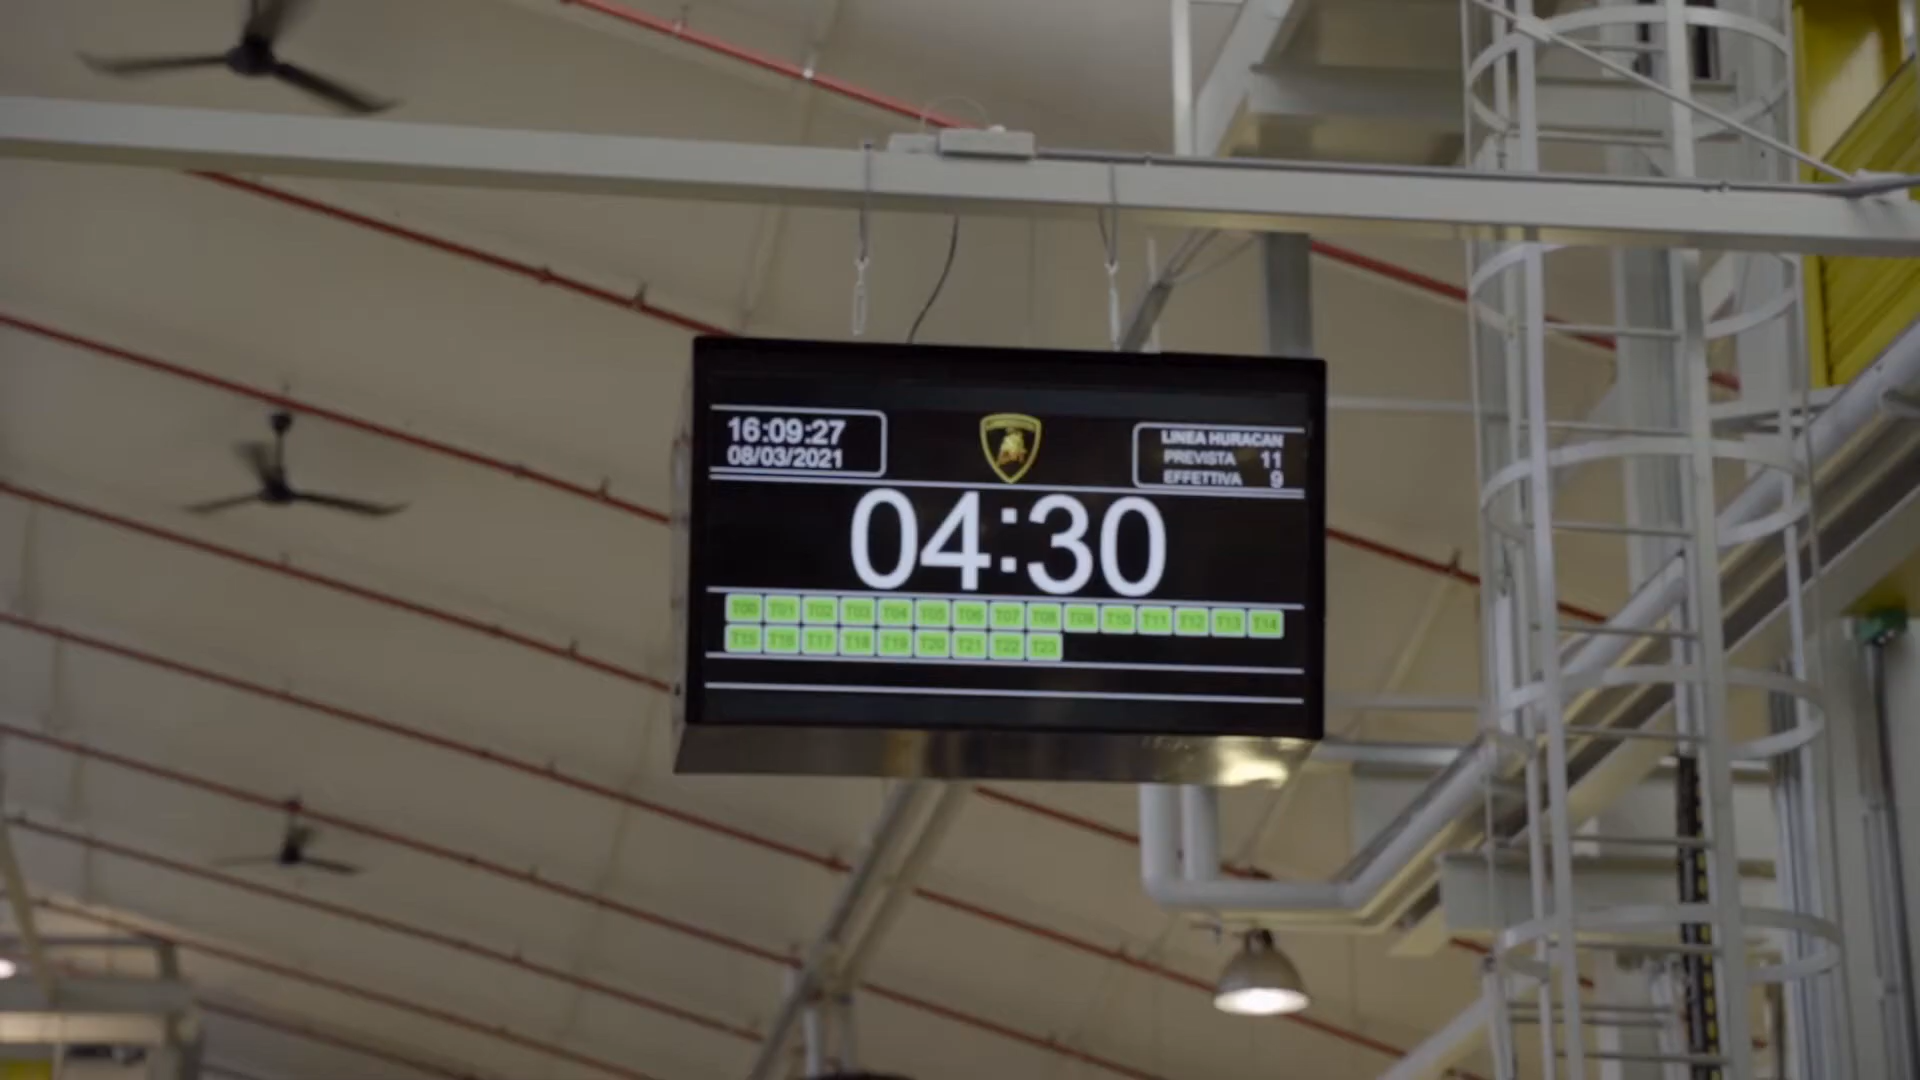 16:09:27
08/03/2021
LINEA HURACAN
PREVISTA 11
EFFETTIVA 9
04:30
T00 T01 T02 T03 T04 T05 T06 T07 T08 T09 T10 T11 T12 T13 T14
T15 T16 T17 T18 T19 T20 T21 T22 T23